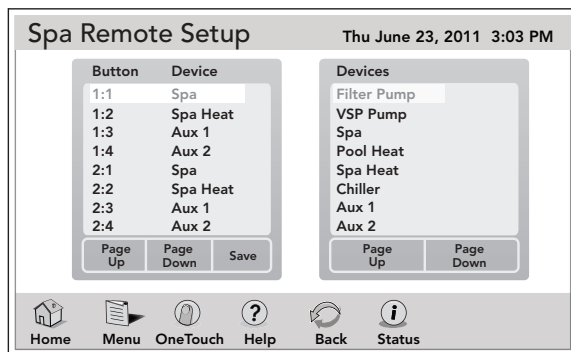 Spa Remote Setup
Thu June 23, 2011 3:03 PM
Button Device
1:1 Spa
1:2 Spa Heat
1:3 Aux 1
1:4 Aux 2
2:1 Spa
2:2 Spa Heat
2:3 Aux 1
2:4 Aux 2
Page Up
Page Down
Save
Devices
Filter Pump
VSP Pump
Spa
Pool Heat
Spa Heat
Chiller
Aux 1
Aux 2
Page Up
Page Down
Home Menu OneTouch Help Back Status